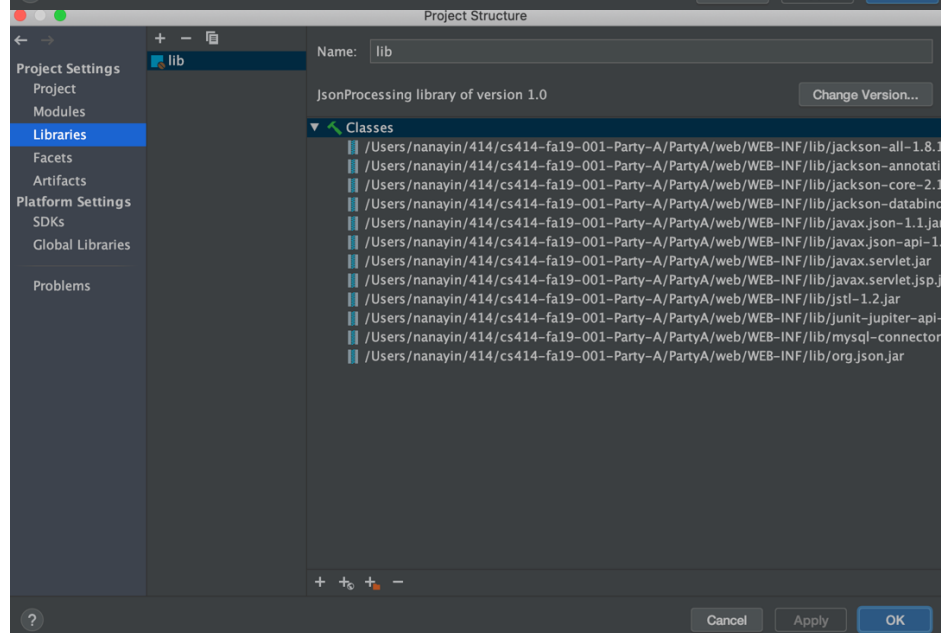 Project Structure
Project Settings
Project
Modules
Libraries
Facets
Artifacts
Platform Settings
SDKs
Global Libraries
Problems
lib
Name: lib
JsonProcessing library of version 1.0
Change Version...
Classes
/Users/nanayin/414/cs414-fa19-001-Party-A/PartyA/web/WEB-INF/lib/jackson-all-1.8.1
/Users/nanayin/414/cs414-fa19-001-Party-A/PartyA/web/WEB-INF/lib/jackson-annotati
/Users/nanayin/414/cs414-fa19-001-Party-A/PartyA/web/WEB-INF/lib/jackson-core-2.1
/Users/nanayin/414/cs414-fa19-001-Party-A/PartyA/web/WEB-INF/lib/jackson-databind
/Users/nanayin/414/cs414-fa19-001-Party-A/PartyA/web/WEB-INF/lib/javax.json-1.1.jar
/Users/nanayin/414/cs414-fa19-001-Party-A/PartyA/web/WEB-INF/lib/javax.json-api-1.
/Users/nanayin/414/cs414-fa19-001-Party-A/PartyA/web/WEB-INF/lib/javax.servlet.jar
/Users/nanayin/414/cs414-fa19-001-Party-A/PartyA/web/WEB-INF/lib/javax.servlet.jsp.j
/Users/nanayin/414/cs414-fa19-001-Party-A/PartyA/web/WEB-INF/lib/jstl-1.2.jar
/Users/nanayin/414/cs414-fa19-001-Party-A/PartyA/web/WEB-INF/lib/junit-jupiter-api-
/Users/nanayin/414/cs414-fa19-001-Party-A/PartyA/web/WEB-INF/lib/mysql-connector
/Users/nanayin/414/cs414-fa19-001-Party-A/PartyA/web/WEB-INF/lib/org.json.jar
? Cancel Apply OK